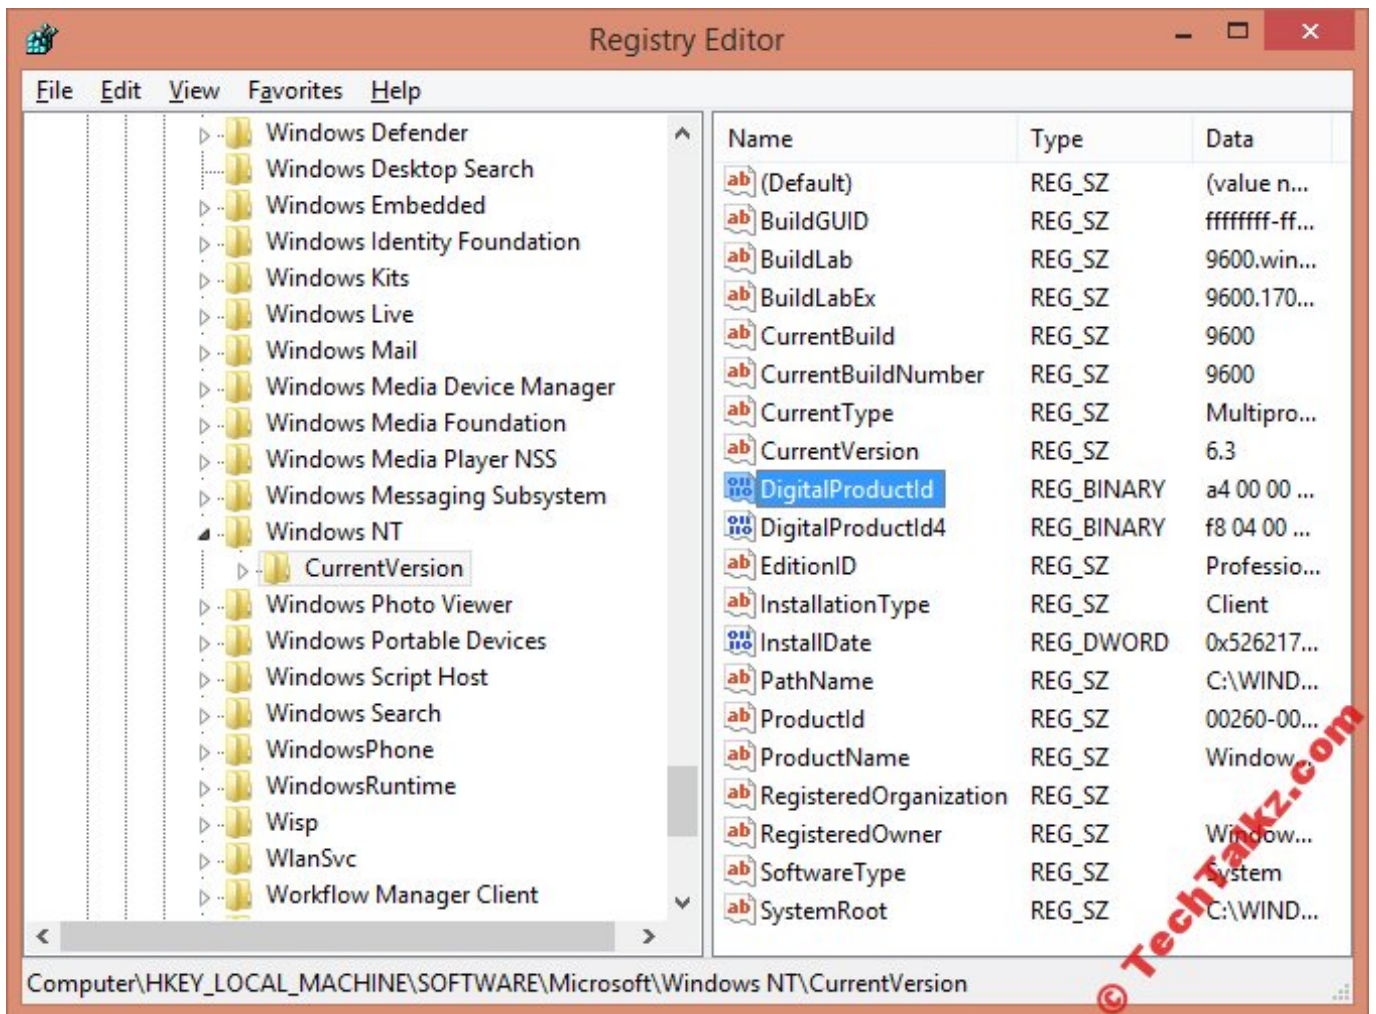 Registry Editor
File Edit View Favorites Help
Windows Defender
Windows Desktop Search
Windows Embedded
Windows Identity Foundation
Windows Kits
Windows Live
Windows Mail
Windows Media Device Manager
Windows Media Foundation
Windows Media Player NSS
Windows Messaging Subsystem
Windows NT
CurrentVersion
Windows Photo Viewer
Windows Portable Devices
Windows Script Host
Windows Search
WindowsPhone
WindowsRuntime
Wisp
WlanSvc
Workflow Manager Client
Name Type Data
(Default) REG_SZ (value n...
BuildGUID REG_SZ ffffffff-ff...
BuildLab REG_SZ 9600.win...
BuildLabEx REG_SZ 9600.170...
CurrentBuild REG_SZ 9600
CurrentBuildNumber REG_SZ 9600
CurrentType REG_SZ Multipro...
CurrentVersion REG_SZ 6.3
DigitalProductId REG_BINARY a4 00 00 ...
DigitalProductId4 REG_BINARY f8 04 00 ...
EditionID REG_SZ Professio...
InstallationType REG_SZ Client
InstallDate REG_DWORD 0x526217...
PathName REG_SZ C:\WIND...
ProductId REG_SZ 00260-00...
ProductName REG_SZ Window...
RegisteredOrganization REG_SZ
RegisteredOwner REG_SZ Window...
SoftwareType REG_SZ System
SystemRoot REG_SZ C:\WIND...
© TechTalkz.com
Computer\HKEY_LOCAL_MACHINE\SOFTWARE\Microsoft\Windows NT\CurrentVersion